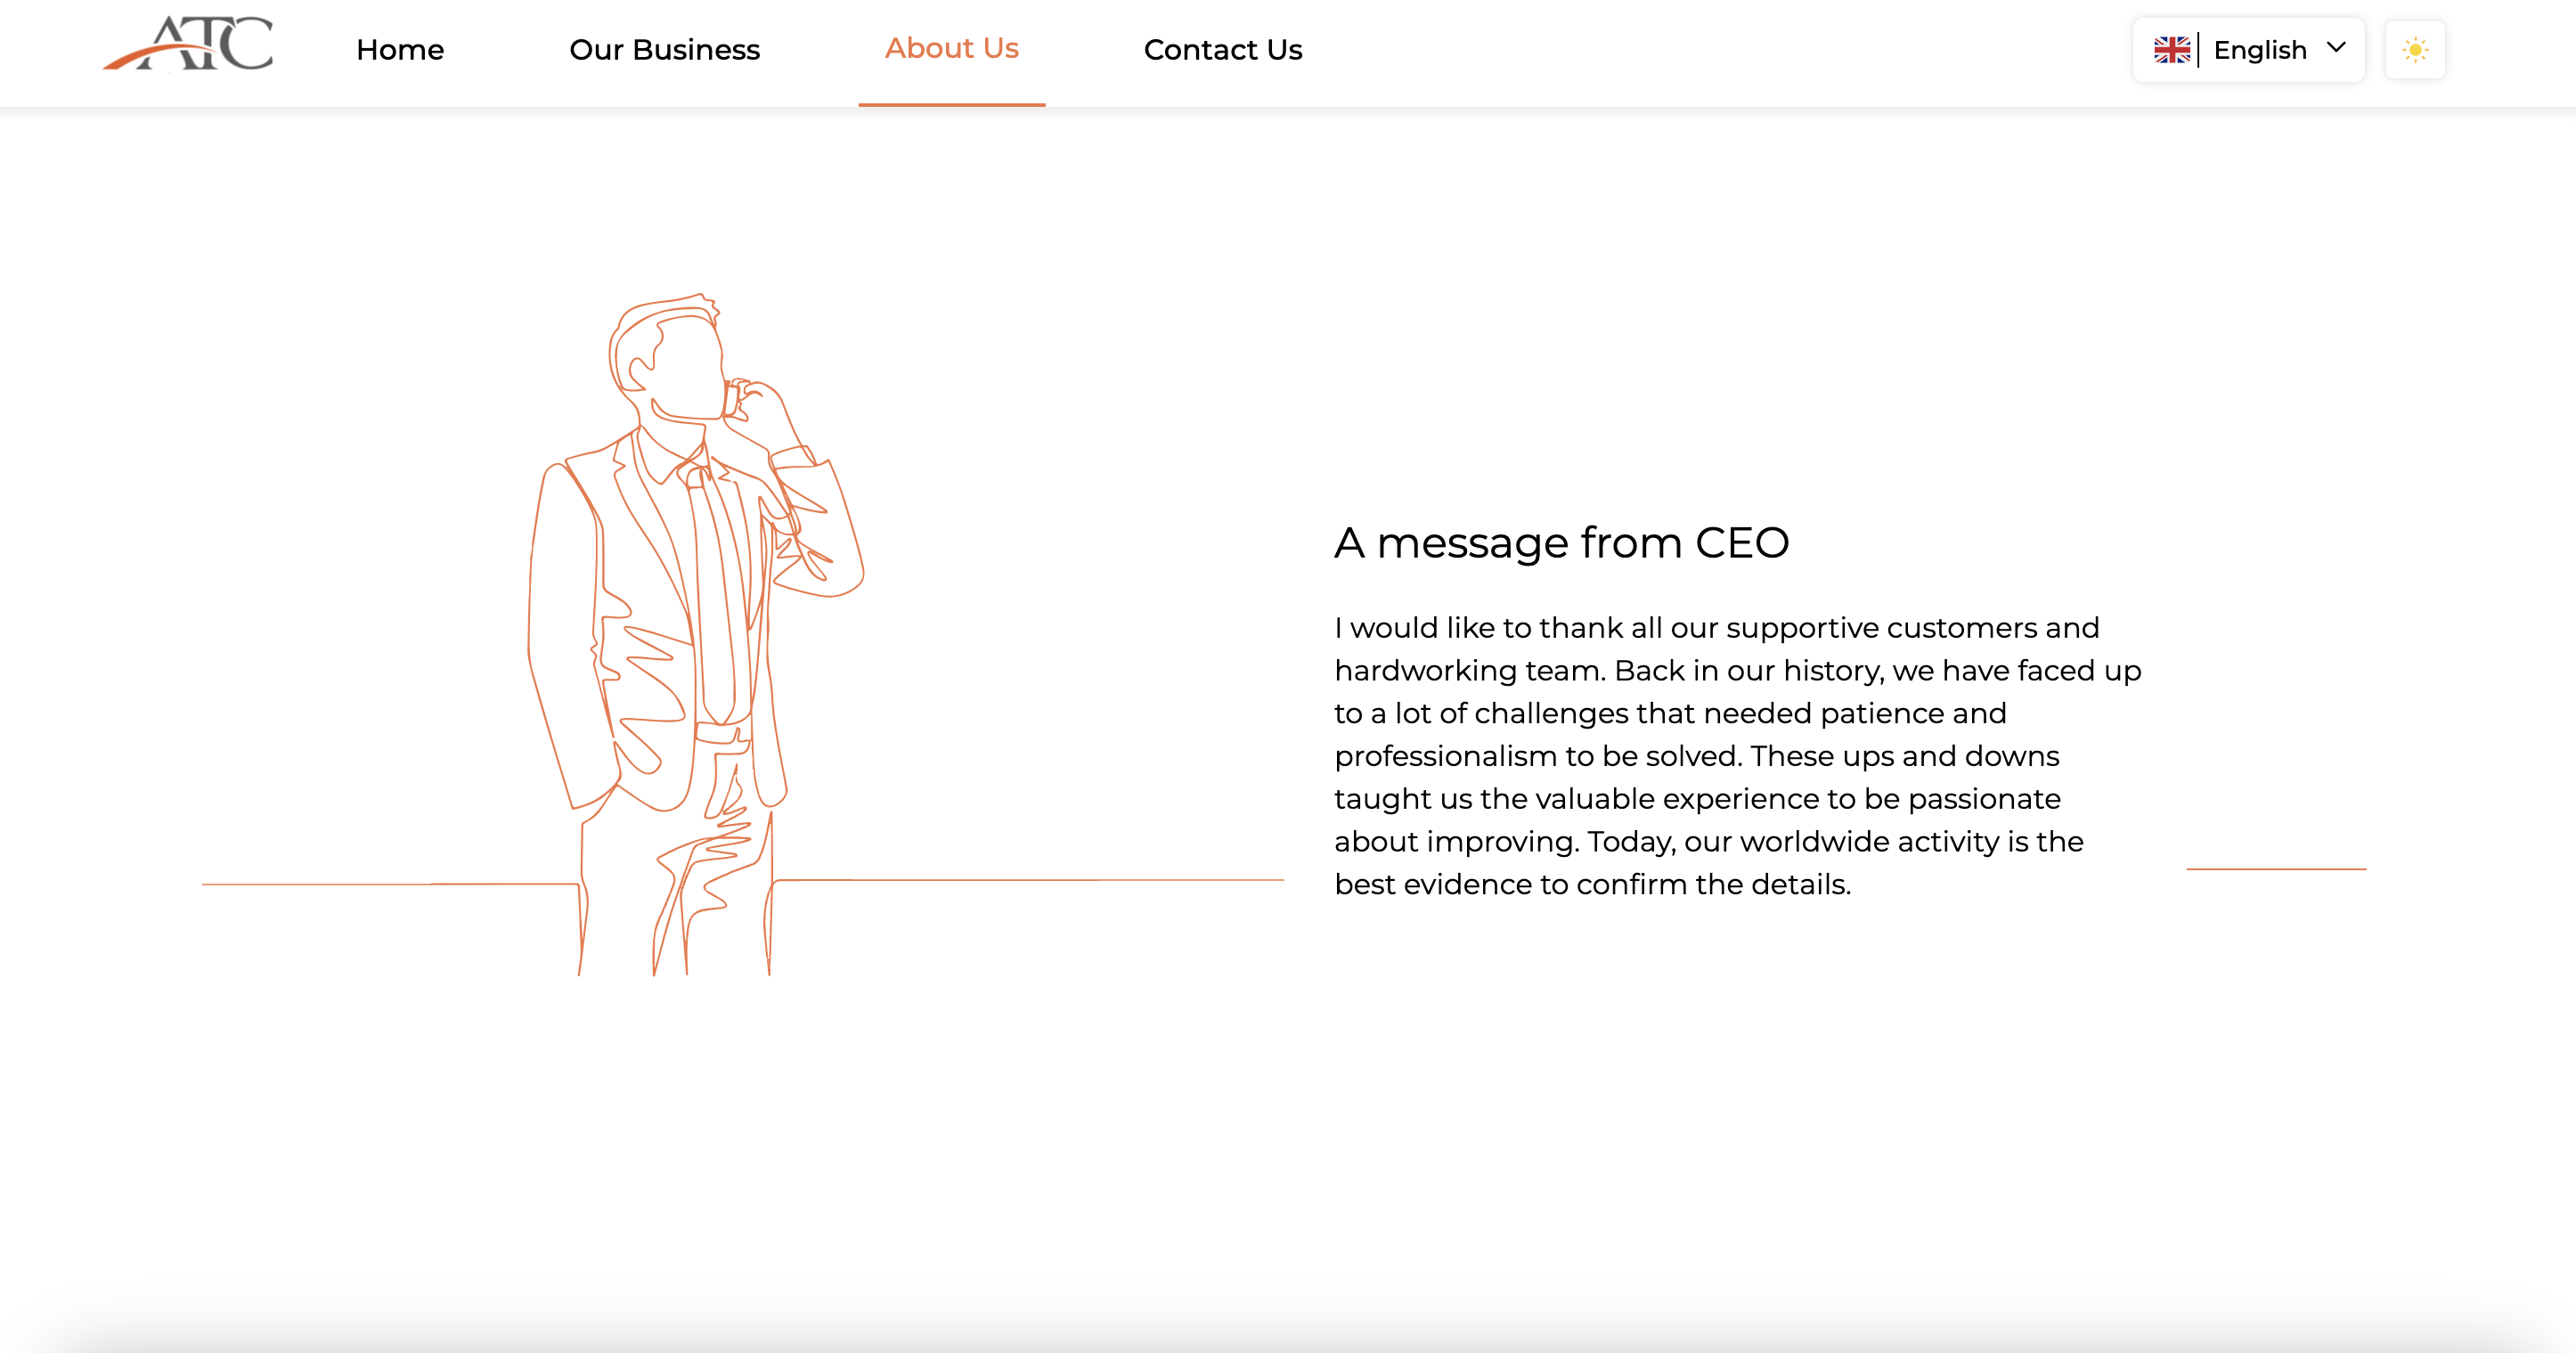 ATC
Home
Our Business
About Us
Contact Us
English
A message from CEO
I would like to thank all our supportive customers and
hardworking team. Back in our history, we have faced up
to a lot of challenges that needed patience and
professionalism to be solved. These ups and downs
taught us the valuable experience to be passionate
about improving. Today, our worldwide activity is the
best evidence to confirm the details.